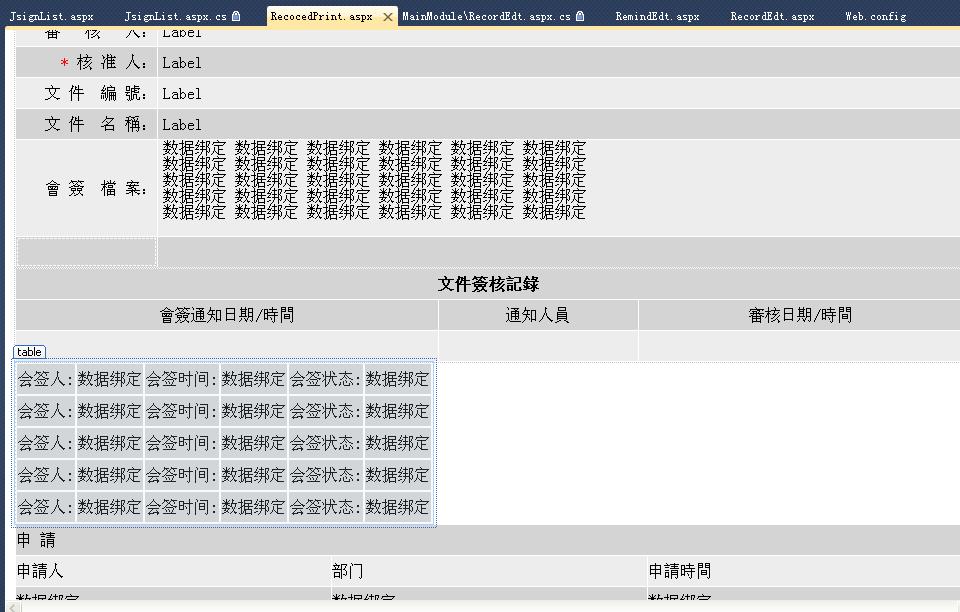 JsignList.aspx JsignList.aspx.cs RecocedPrint.aspx MainModule\RecordEdt.aspx.cs RemindEdt.aspx RecordEdt.aspx Web.config
審 核 人: Label
* 核 准 人: Label
文 件 編 號: Label
文 件 名 稱: Label
會 簽 檔 案:
数据绑定 数据绑定 数据绑定 数据绑定 数据绑定 数据绑定
数据绑定 数据绑定 数据绑定 数据绑定 数据绑定 数据绑定
数据绑定 数据绑定 数据绑定 数据绑定 数据绑定 数据绑定
数据绑定 数据绑定 数据绑定 数据绑定 数据绑定 数据绑定
数据绑定 数据绑定 数据绑定 数据绑定 数据绑定 数据绑定
文件簽核記錄
會簽通知日期/時間 通知人員 審核日期/時間
table
会签人: 数据绑定 会签时间: 数据绑定 会签状态: 数据绑定
会签人: 数据绑定 会签时间: 数据绑定 会签状态: 数据绑定
会签人: 数据绑定 会签时间: 数据绑定 会签状态: 数据绑定
会签人: 数据绑定 会签时间: 数据绑定 会签状态: 数据绑定
会签人: 数据绑定 会签时间: 数据绑定 会签状态: 数据绑定
申 請
申請人 部门 申請時間
数据绑定 数据绑定 数据绑定